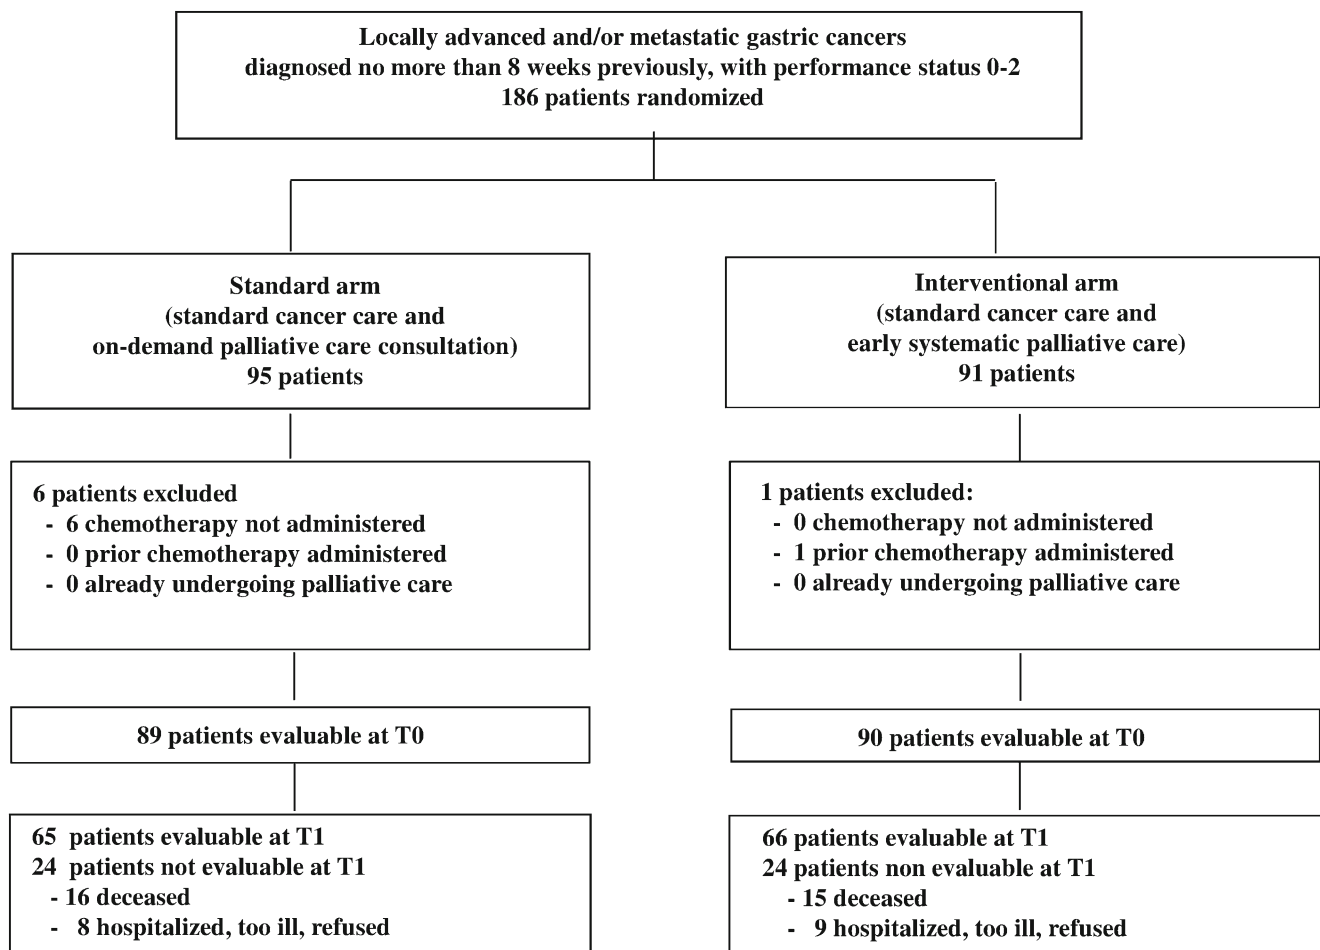 Locally advanced and/or metastatic gastric cancers
diagnosed no more than 8 weeks previously, with performance status 0-2
186 patients randomized
Standard arm
(standard cancer care and
on-demand palliative care consultation)
95 patients
Interventional arm
(standard cancer care and
early systematic palliative care)
91 patients
6 patients excluded
- 6 chemotherapy not administered
- 0 prior chemotherapy administered
- 0 already undergoing palliative care
1 patients excluded:
- 0 chemotherapy not administered
- 1 prior chemotherapy administered
- 0 already undergoing palliative care
89 patients evaluable at T0
90 patients evaluable at T0
65 patients evaluable at T1
24 patients not evaluable at T1
- 16 deceased
- 8 hospitalized, too ill, refused
66 patients evaluable at T1
24 patients non evaluable at T1
- 15 deceased
- 9 hospitalized, too ill, refused